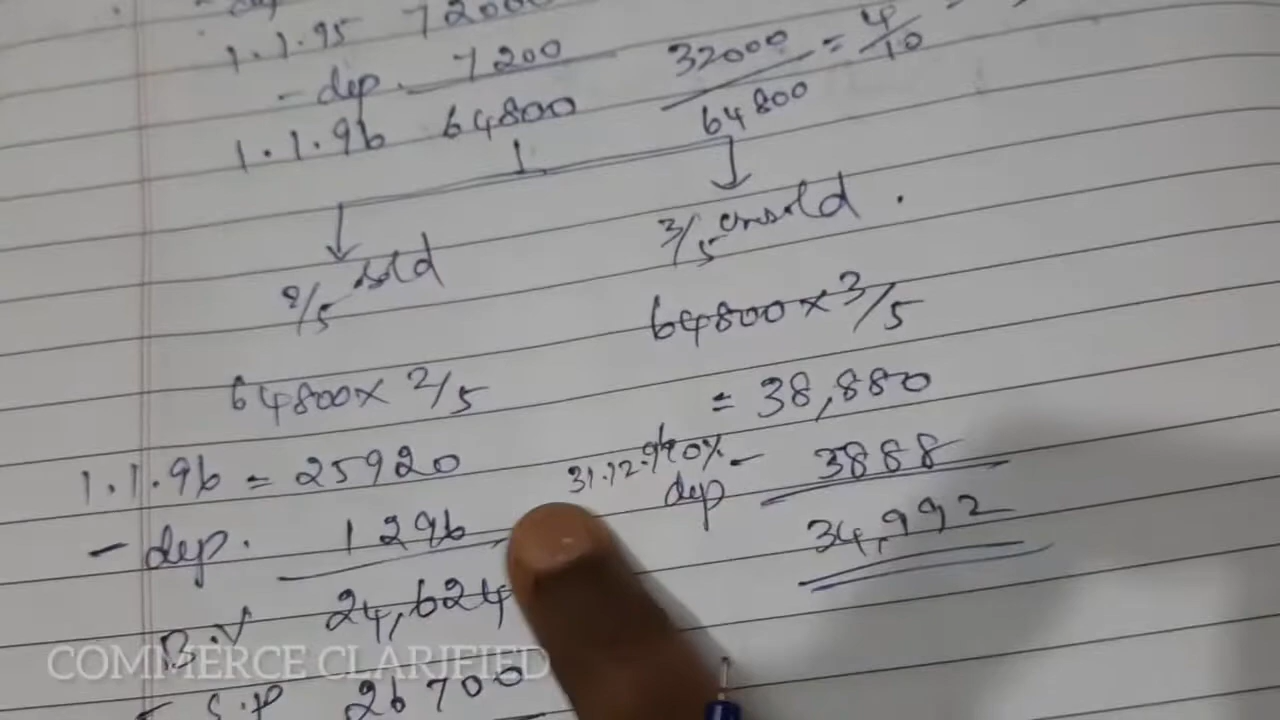 1.1.95 72000
- dep. 7200
1.1.96 64800
32000/64800 = 4/10
2/5 sold
3/5 unsold.
64800 x 2/5
1.1.96 = 25920
- dep. 1296
24,624
B.V
S.P 26700
64800 x 3/5
= 38,880
31.12.96 10% dep - 3888
34,992
COMMERCE CLARIFIED